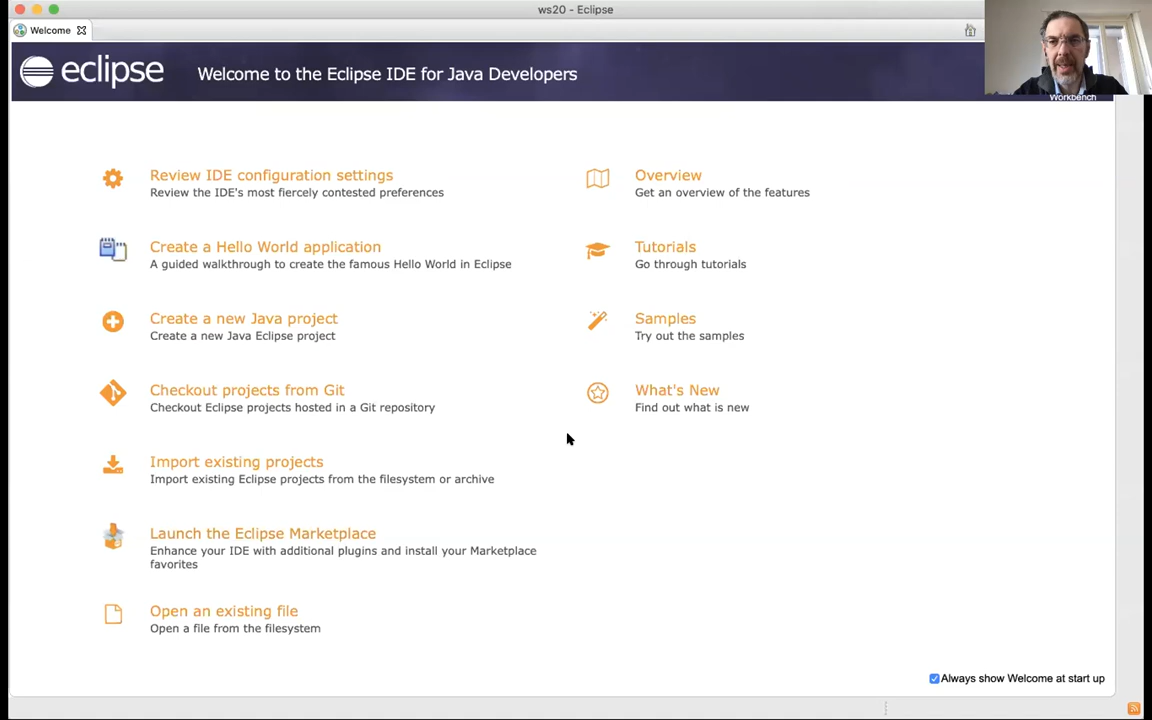 ws20 - Eclipse
Welcome
eclipse
Welcome to the Eclipse IDE for Java Developers
Workbench
Review IDE configuration settings
Review the IDE's most fiercely contested preferences
Create a Hello World application
A guided walkthrough to create the famous Hello World in Eclipse
Create a new Java project
Create a new Java Eclipse project
Checkout projects from Git
Checkout Eclipse projects hosted in a Git repository
Import existing projects
Import existing Eclipse projects from the filesystem or archive
Launch the Eclipse Marketplace
Enhance your IDE with additional plugins and install your Marketplace
favorites
Open an existing file
Open a file from the filesystem
Overview
Get an overview of the features
Tutorials
Go through tutorials
Samples
Try out the samples
What's New
Find out what is new
Always show Welcome at start up